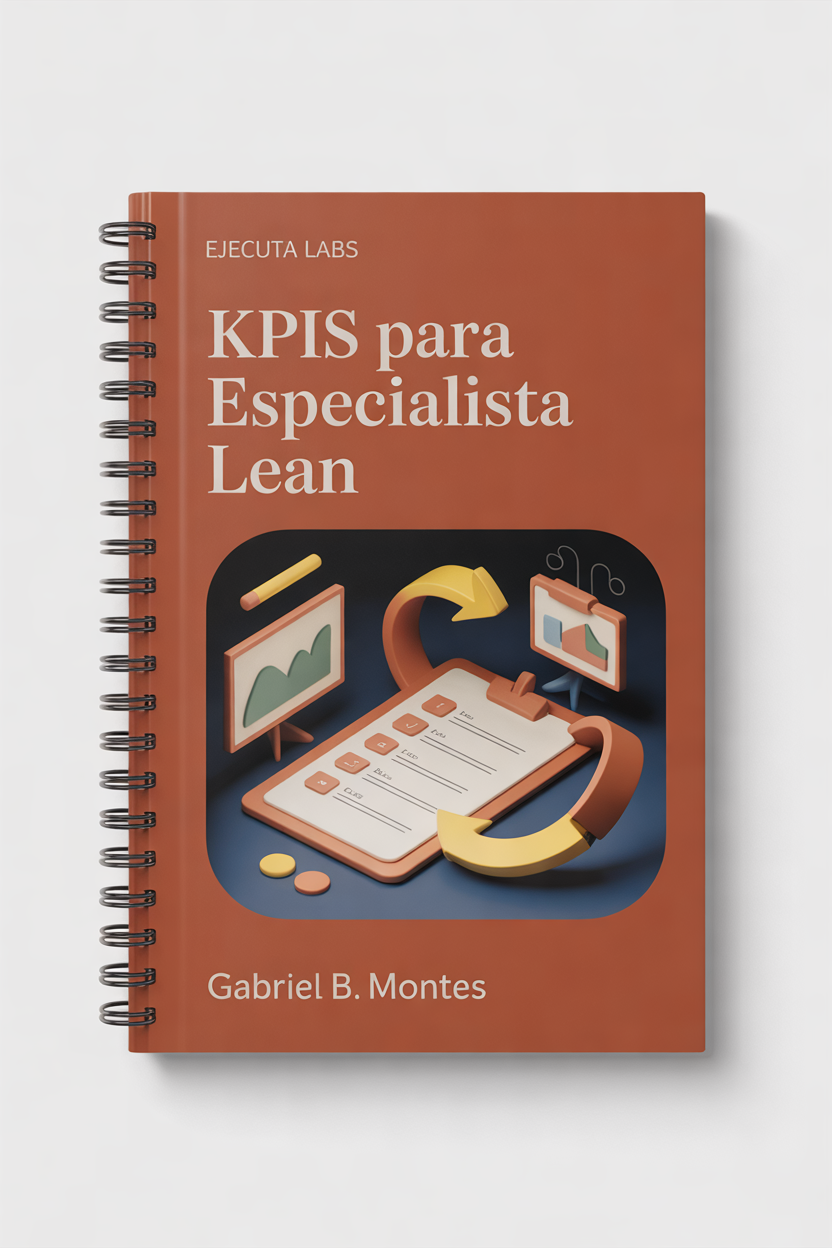 EJECUTA LABS
KPIS para
Especialista
Lean
Gabriel B. Montes